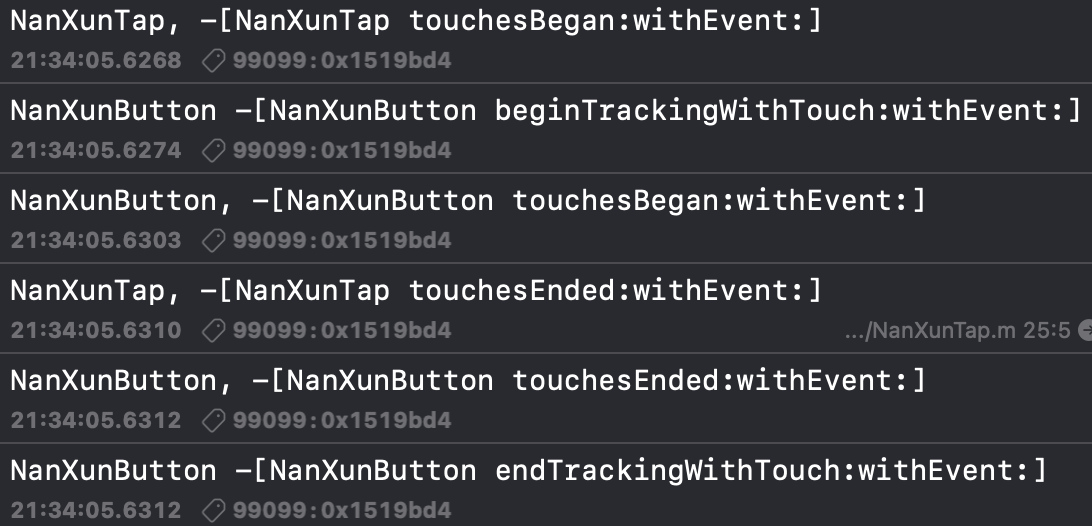 NanXunTap, -[NanXunTap touchesBegan:withEvent:]
21:34:05.6268 99099:0x1519bd4
NanXunButton -[NanXunButton beginTrackingWithTouch:withEvent:]
21:34:05.6274 99099:0x1519bd4
NanXunButton, -[NanXunButton touchesBegan:withEvent:]
21:34:05.6303 99099:0x1519bd4
NanXunTap, -[NanXunTap touchesEnded:withEvent:]
21:34:05.6310 99099:0x1519bd4 .../NanXunTap.m 25:5
NanXunButton, -[NanXunButton touchesEnded:withEvent:]
21:34:05.6312 99099:0x1519bd4
NanXunButton -[NanXunButton endTrackingWithTouch:withEvent:]
21:34:05.6312 99099:0x1519bd4